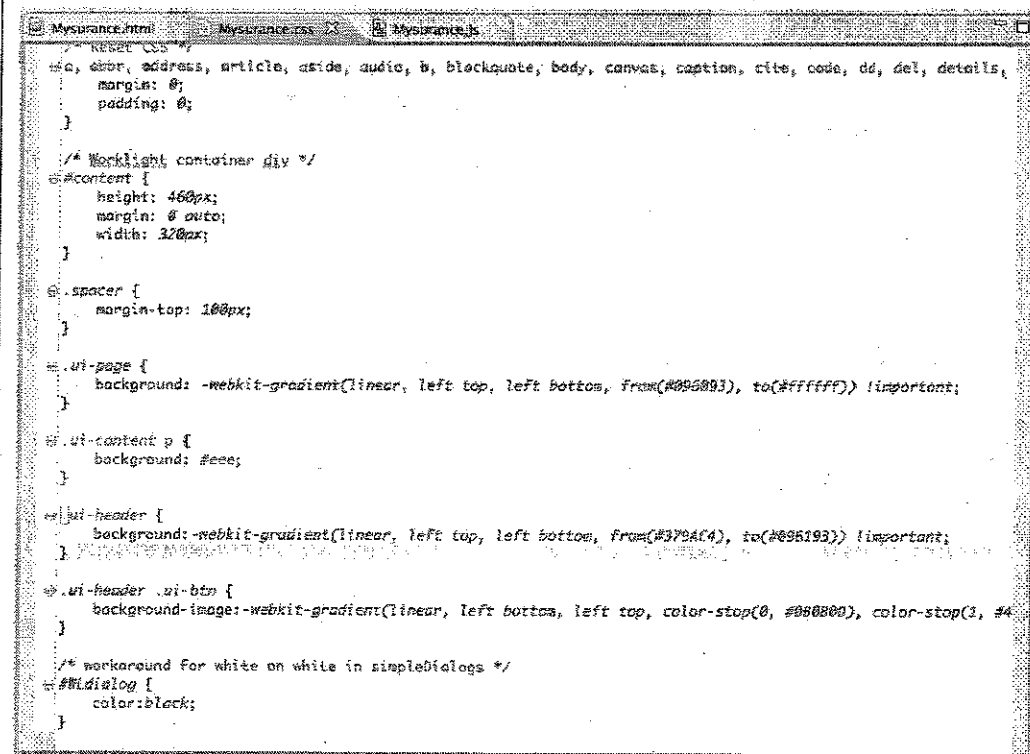 Mysurance.html Mysurance.css Mysurance.js
/* Reset CSS */
a, abbr, address, article, aside, audio, b, blockquote, body, canvas, caption, cite, code, dd, del, details,
margin: 0;
padding: 0;
}
/* Worklight container div */
#content {
height: 460px;
margin: 0 auto;
width: 320px;
}
.spacer {
margin-top: 100px;
}
.ui-page {
background: -webkit-gradient(linear, left top, left bottom, from(#096093), to(#ffffff)) !important;
}
.ui-content p {
background: #eee;
}
.ui-header {
background:-webkit-gradient(linear, left top, left bottom, to(#096193)) !important;
}
.ui-header .ui-btn {
background-image:-webkit-gradient(linear, left bottom, left top, color-stop(0, color-stop(1, #4
}
/* workaround for white on white in simpleDialogs */
#WLdialog {
color:black;
}